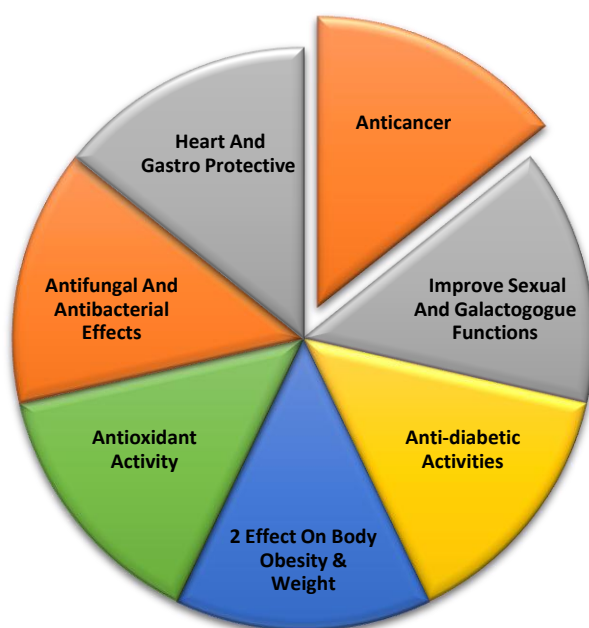 Anticancer
Improve Sexual
And Galactogogue
Functions
Anti-diabetic
Activities
2 Effect On Body
Obesity &
Weight
Antioxidant
Activity
Antifungal And
Antibacterial
Effects
Heart And
Gastro Protective